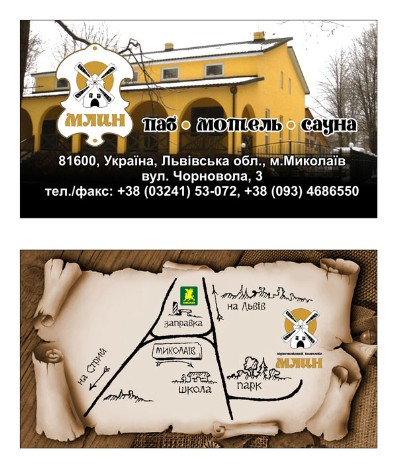 МЛИН
паб • мотель • сауна
81600, Україна, Львівська обл., м.Миколаїв
вул. Чорновола, 3
тел./факс: +38 (03241) 53-072, +38 (093) 4686550
на Львів
заправка
МИКОЛАЇВ
на Стрий
школа
парк
МЛИН